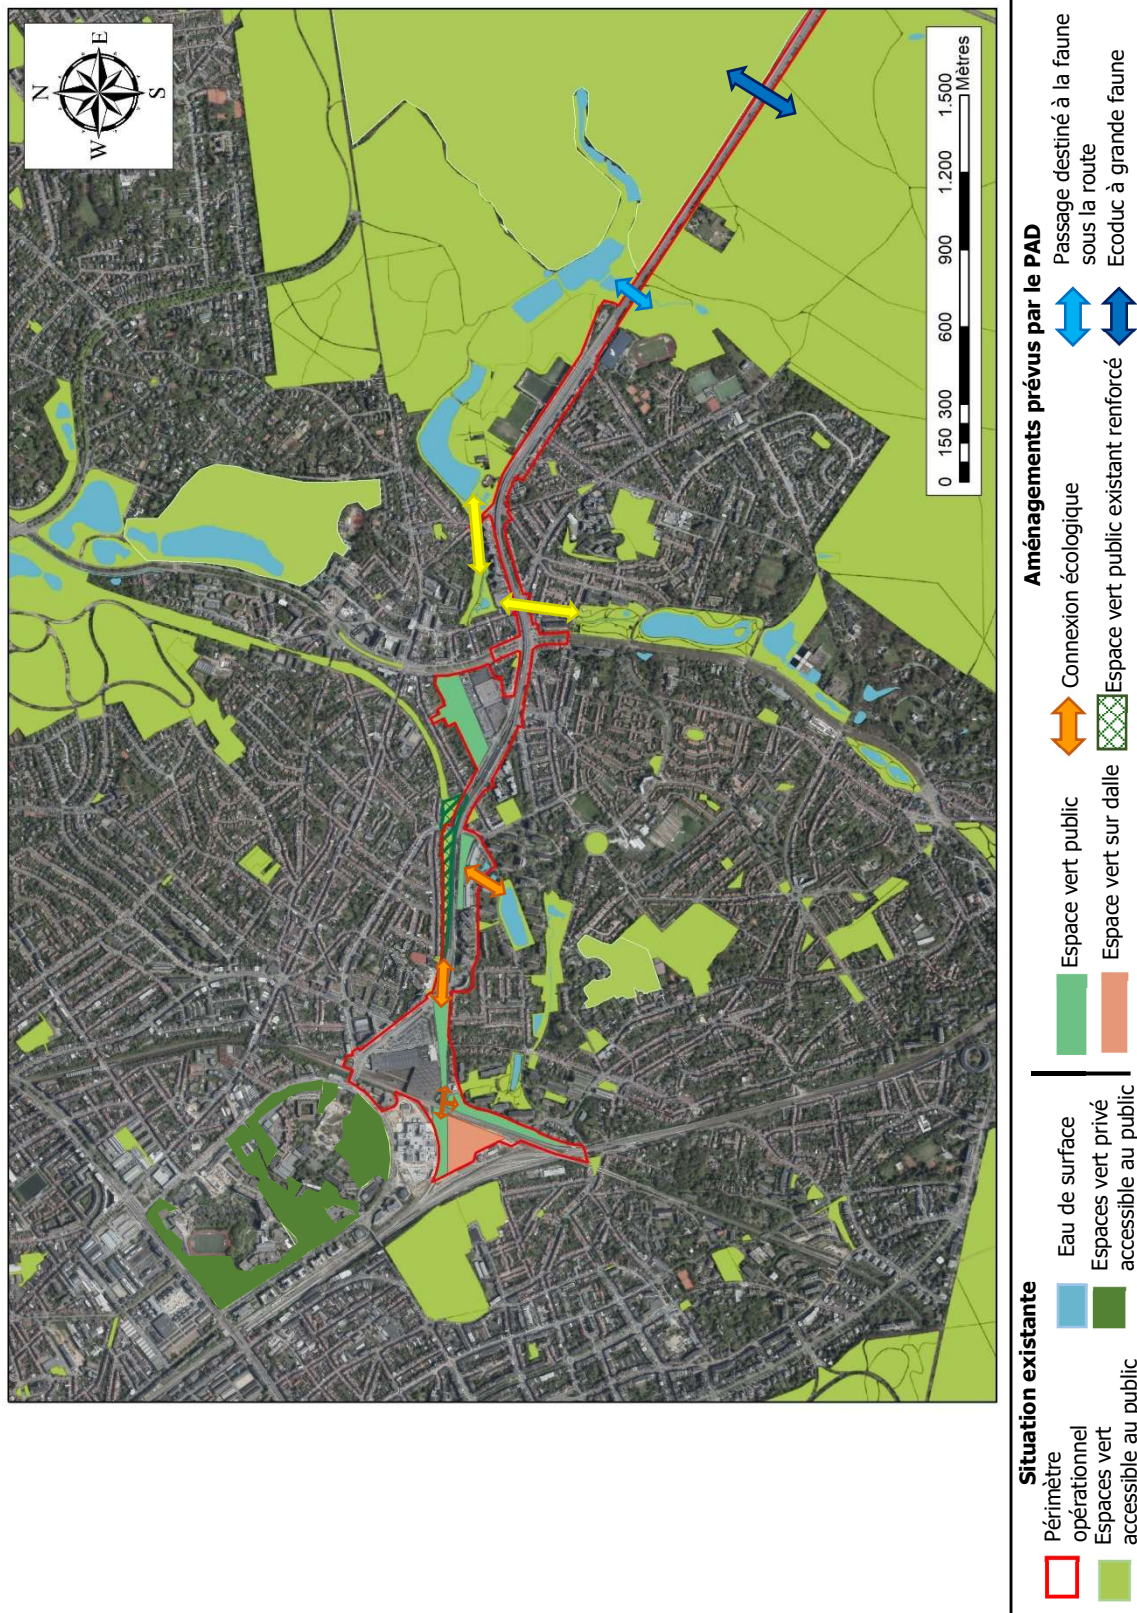 N
E
S
W
0 150 300 600 900 1.200 1.500
Mètres
Situation existante
Périmètre
opérationnel
Espaces vert
accessible au public
Eau de surface
Espaces vert privé
accessible au public
Aménagements prévus par le PAD
Espace vert public
Espace vert sur dalle
Connexion écologique
Espace vert public existant renforcé
Passage destiné à la faune
sous la route
Ecoduc à grande faune